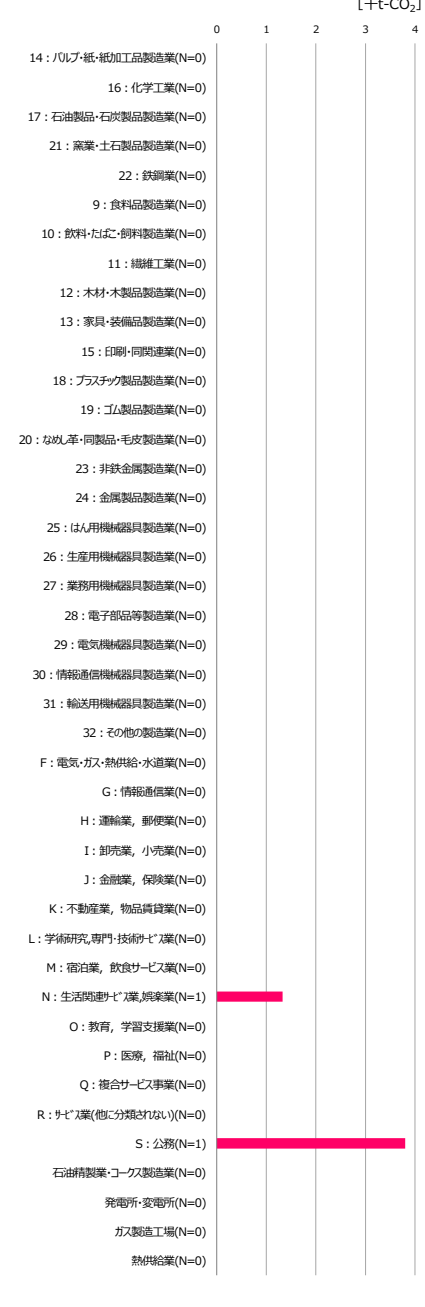 [千t-CO₂]
0 1 2 3 4
14：パルプ・紙・紙加工品製造業(N=0)
16：化学工業(N=0)
17：石油製品・石炭製品製造業(N=0)
21：窯業・土石製品製造業(N=0)
22：鉄鋼業(N=0)
9：食料品製造業(N=0)
10：飲料・たばこ・飼料製造業(N=0)
11：繊維工業(N=0)
12：木材・木製品製造業(N=0)
13：家具・装備品製造業(N=0)
15：印刷・同関連業(N=0)
18：プラスチック製品製造業(N=0)
19：ゴム製品製造業(N=0)
20：なめし革・同製品・毛皮製造業(N=0)
23：非鉄金属製造業(N=0)
24：金属製品製造業(N=0)
25：はん用機械器具製造業(N=0)
26：生産用機械器具製造業(N=0)
27：業務用機械器具製造業(N=0)
28：電子部品等製造業(N=0)
29：電気機械器具製造業(N=0)
30：情報通信機械器具製造業(N=0)
31：輸送用機械器具製造業(N=0)
32：その他の製造業(N=0)
F：電気・ガス・熱供給・水道業(N=0)
G：情報通信業(N=0)
H：運輸業，郵便業(N=0)
I：卸売業，小売業(N=0)
J：金融業，保険業(N=0)
K：不動産業，物品賃貸業(N=0)
L：学術研究,専門・技術ｻｰﾋﾞｽ業(N=0)
M：宿泊業，飲食サービス業(N=0)
N：生活関連ｻｰﾋﾞｽ業,娯楽業(N=1)
O：教育，学習支援業(N=0)
P：医療，福祉(N=0)
Q：複合サービス事業(N=0)
R：ｻｰﾋﾞｽ業(他に分類されない)(N=0)
S：公務(N=1)
石油精製業・コークス製造業(N=0)
発電所・変電所(N=0)
ガス製造工場(N=0)
熱供給業(N=0)